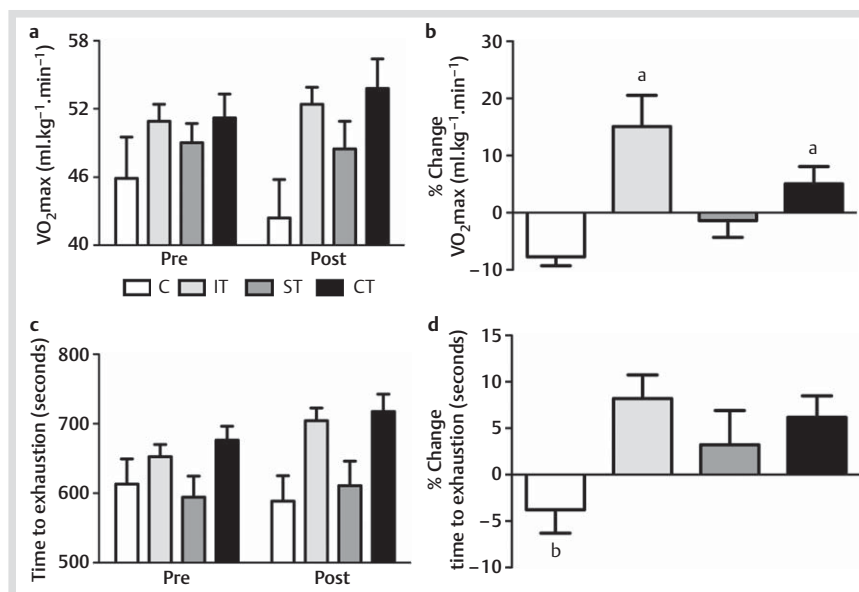 a
58
52
46
40
VO₂max (ml.kg⁻¹.min⁻¹)
Pre
Post
b
30
20
10
0
−10
% Change
VO₂max (ml.kg⁻¹.min⁻¹)
a
a
C IT ST CT
c
800
700
600
500
Time to exhaustion (seconds)
Pre
Post
d
15
10
5
0
−5
−10
% Change
time to exhaustion (seconds)
b